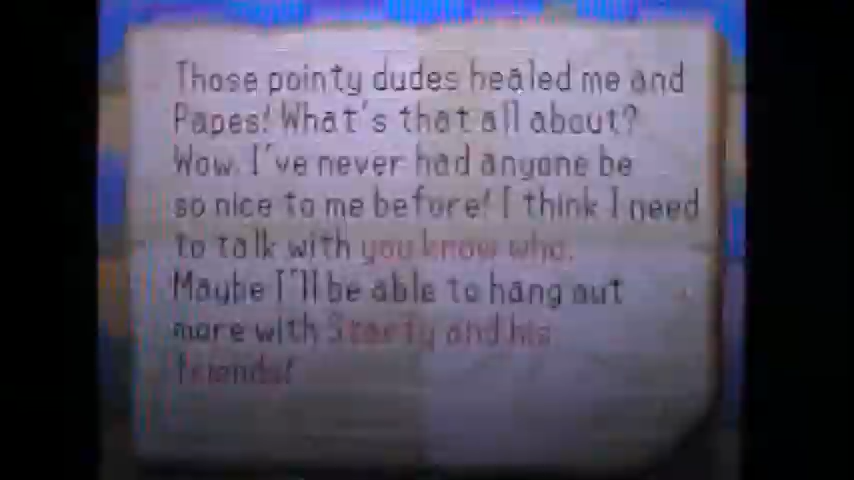 Those pointy dudes healed me and
Papes! What's that all about?
Wow. I've never had anyone be
so nice to me before! I think I need
to talk with you know who.
Maybe I'll be able to hang out
more with Starfy and his
friends!